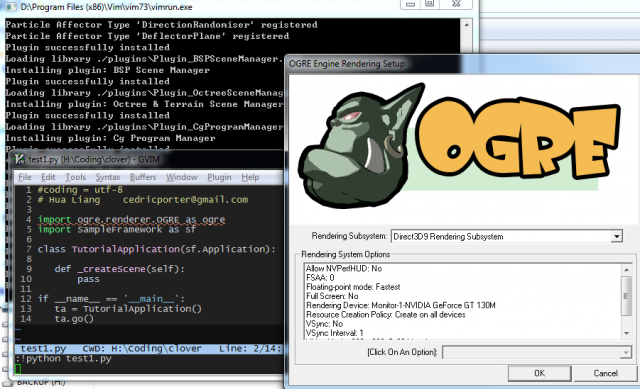 D:\Program Files (x86)\Vim\vim73\vimrun.exe
Particle Affector Type 'DirectionRandomiser' registered
Particle Affector Type 'DeflectorPlane' registered
Plugin successfully installed
Loading library ./plugins\Plugin_BSPSceneManager.
Installing plugin: BSP Scene Manager
Plugin successfully installed
Loading library ./plugins\Plugin_OctreeSceneMana
Installing plugin: Octree & Terrain Scene Manage
Plugin successfully installed
Loading library ./plugins\Plugin_CgProgramManage
Installing plugin: Cg Program Manager
Plugin successfully installed
test1.py (H:\Coding\clover) - GVIM
File Edit Tools Syntax Buffers Window Help
1 #coding = utf-8
2 # Hua Liang cedricporter@gmail.com
3
4 import ogre.renderer.OGRE as ogre
5 import SampleFramework as sf
6
7 class TutorialApplication(sf.Application):
8
9 def _createScene(self):
10 pass
11
12 if __name__ == '__main__':
13 ta = TutorialApplication()
14 ta.go()
~
~
test1.py CWD: H:\Coding\clover Line: 2/14:
:!python test1.py
BACKUP (H:)
OGRE Engine Rendering Setup
OGRE
Rendering Subsystem: Direct3D9 Rendering Subsystem
Rendering System Options
Allow NVPerfHUD: No
FSAA: 0
Floating-point mode: Fastest
Full Screen: No
Rendering Device: Monitor-1-NVIDIA GeForce GT 130M
Resource Creation Policy: Create on all devices
VSync: No
VSync Interval: 1
[Click On An Option]:
OK Cancel